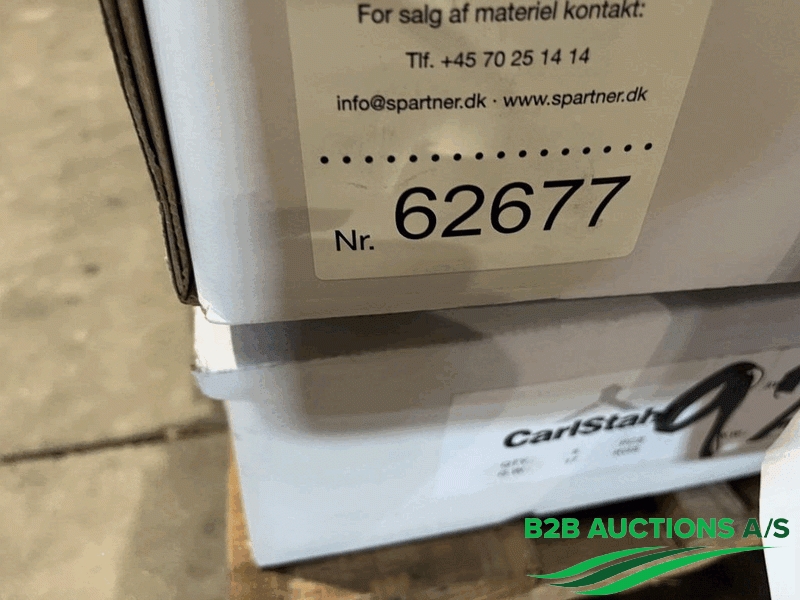 For salg af materiel kontakt:
Tlf. +45 70 25 14 14
info@spartner.dk · www.spartner.dk
Nr. 62677
CarlStahl
B2B AUCTIONS A/S